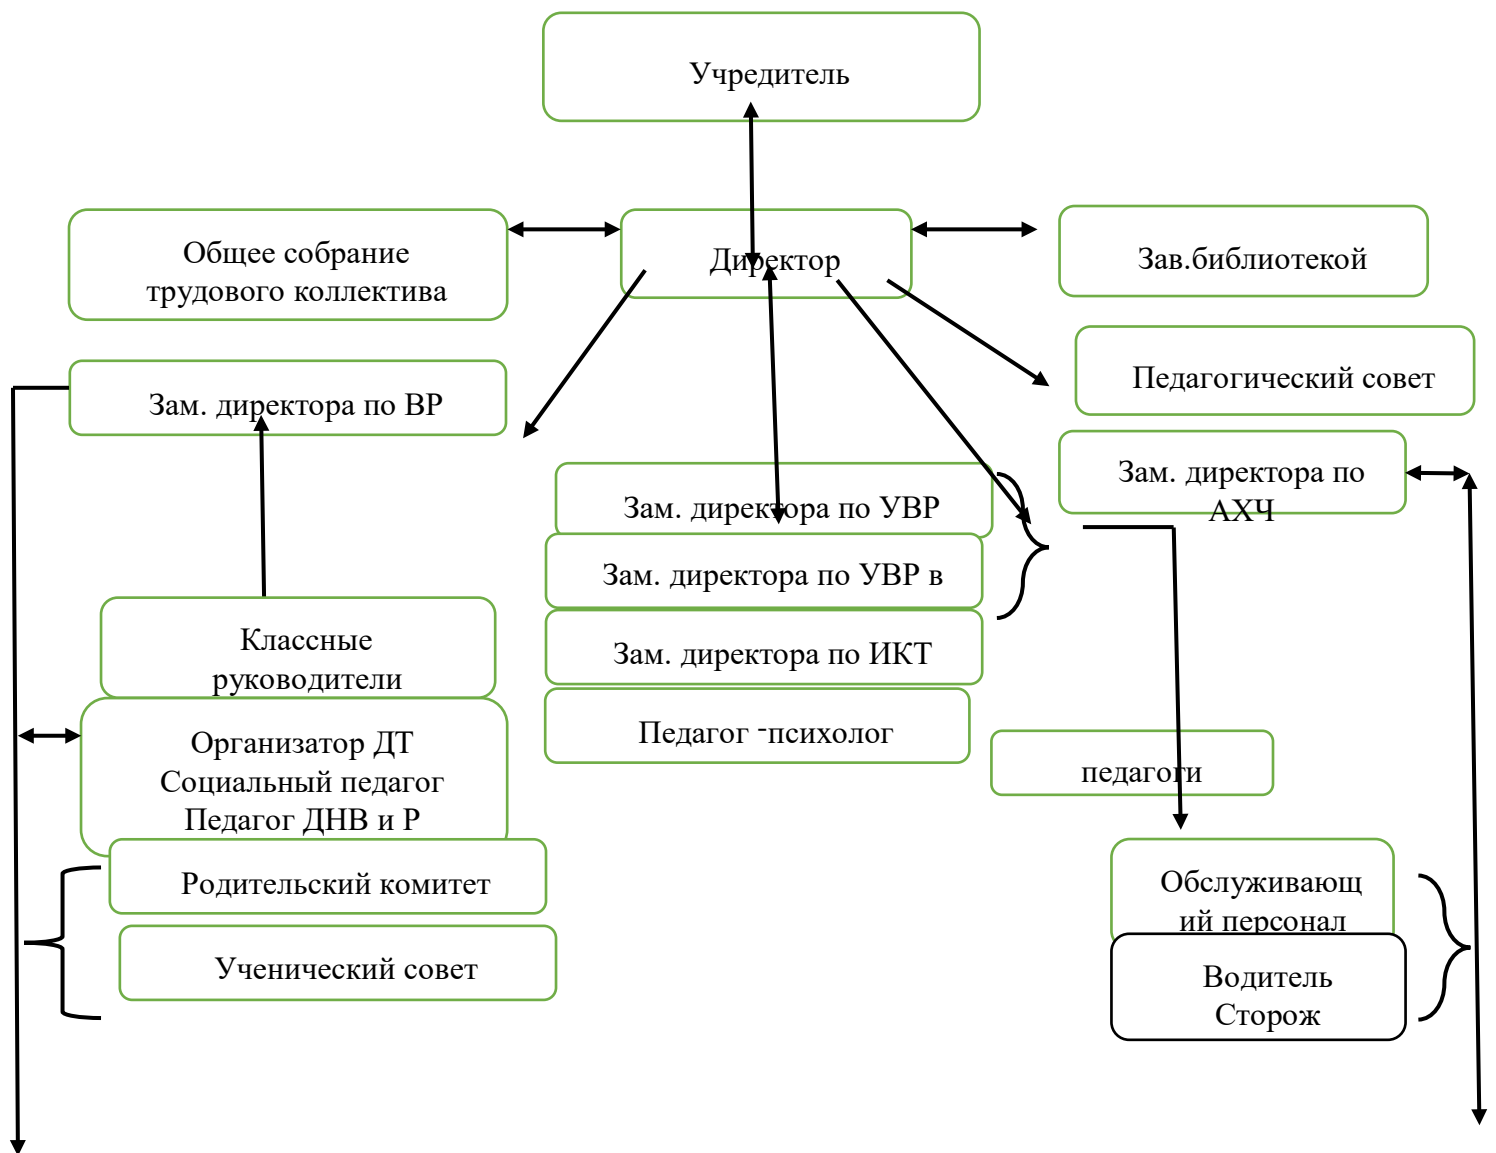 Учредитель
Общее собрание
трудового коллектива
Директор
Зав.библиотекой
Педагогический совет
Зам. директора по ВР
Зам. директора по
АХЧ
Зам. директора по УВР
Зам. директора по УВР в
Зам. директора по ИКТ
Педагог -психолог
Классные
руководители
Организатор ДТ
Социальный педагог
Педагог ДНВ и Р
Родительский комитет
Ученический совет
педагоги
Обслуживающ
ий персонал
Водитель
Сторож